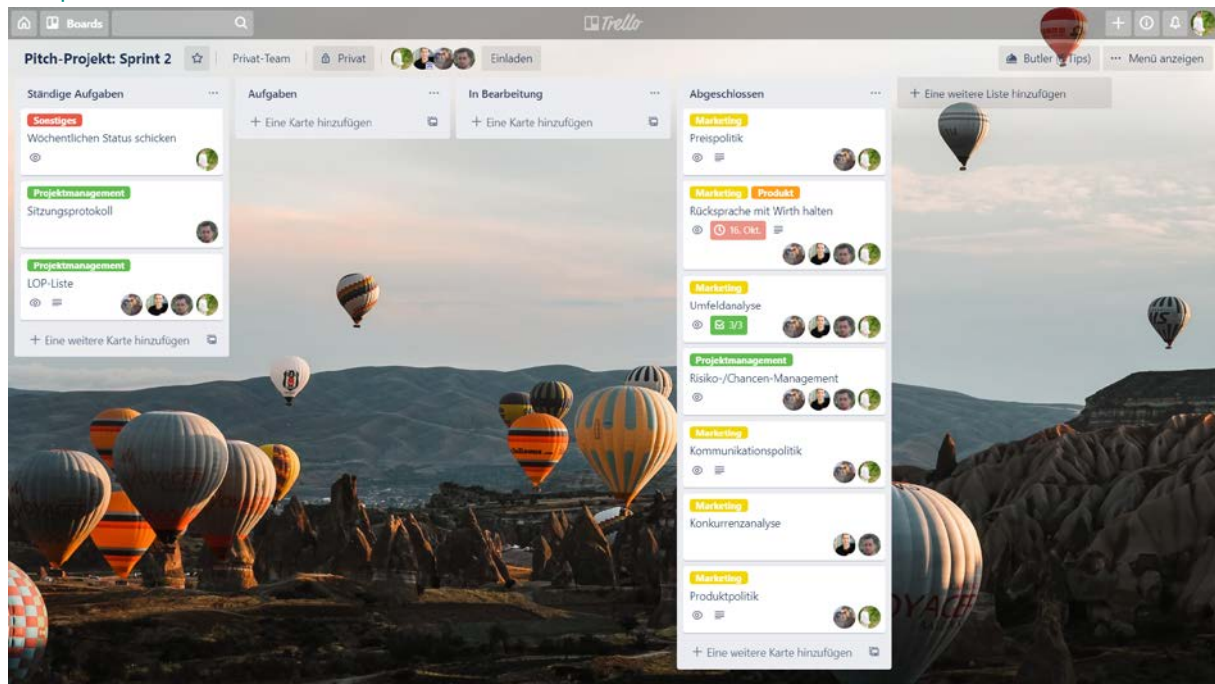 Boards
Trello
Pitch-Projekt: Sprint 2
Privat-Team
Privat
Einladen
Butler Tips)
Menü anzeigen
Ständige Aufgaben
Sonstiges
Wöchentlichen Status schicken
Projektmanagement
Sitzungsprotokoll
Projektmanagement
LOP-Liste
+ Eine weitere Karte hinzufügen
Aufgaben
+ Eine Karte hinzufügen
In Bearbeitung
+ Eine Karte hinzufügen
Abgeschlossen
Marketing
Preispolitik
Marketing Produkt
Rücksprache mit Wirth halten
16. Okt.
Marketing
Umfeldanalyse
3/3
Projektmanagement
Risiko-/Chancen-Management
Marketing
Kommunikationspolitik
Marketing
Konkurrenzanalyse
Marketing
Produktpolitik
+ Eine weitere Karte hinzufügen
+ Eine weitere Liste hinzufügen